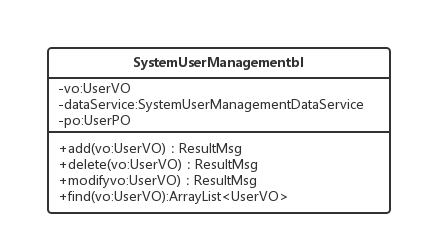 SystemUserManagementbl
-vo:UserVO
-dataService:SystemUserManagementDataService
-po:UserPO
+add(vo:UserVO) : ResultMsg
+delete(vo:UserVO) : ResultMsg
+modifyvo:UserVO) : ResultMsg
+find(vo:UserVO):ArrayList<UserVO>